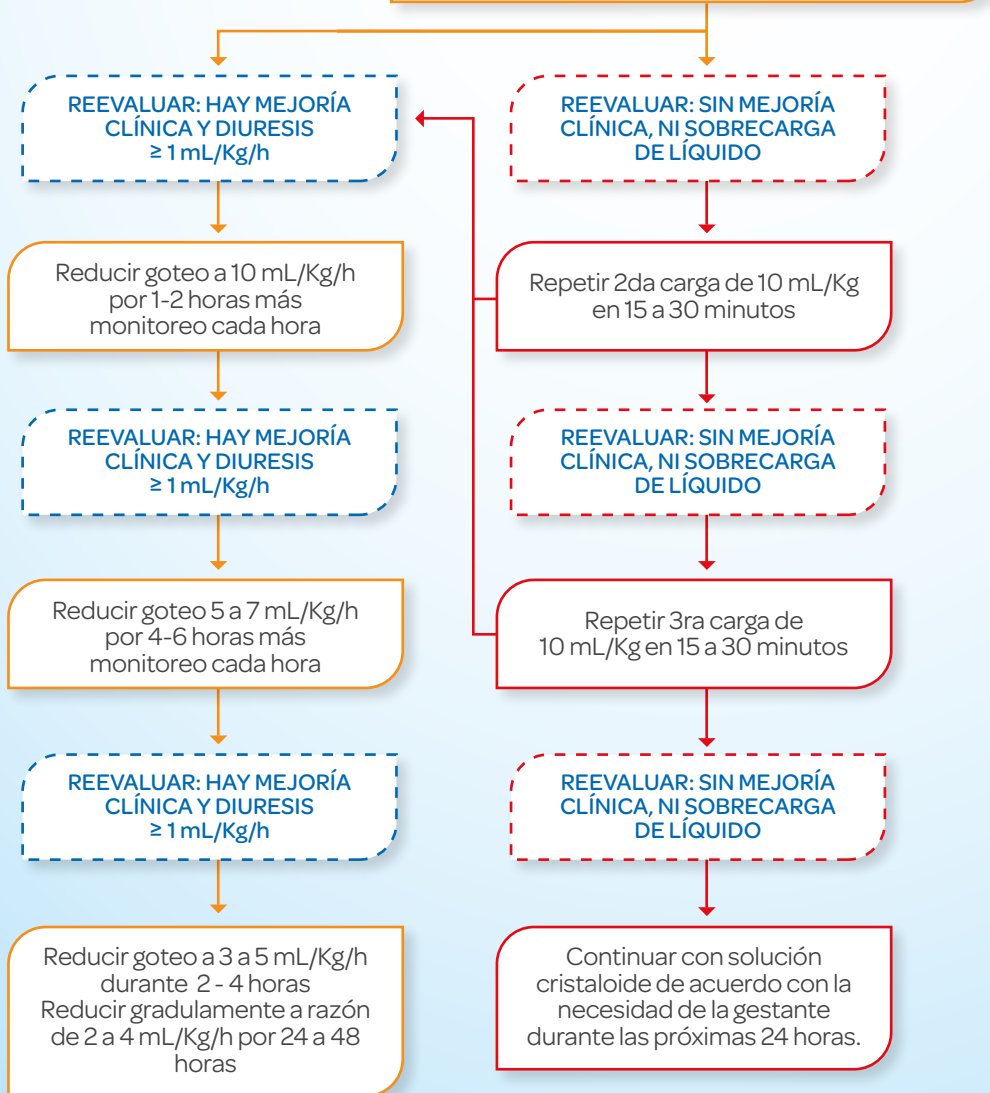 REEVALUAR: HAY MEJORÍA
CLÍNICA Y DIURESIS
≥ 1 mL/Kg/h
Reducir goteo a 10 mL/Kg/h
por 1-2 horas más
monitoreo cada hora
REEVALUAR: HAY MEJORÍA
CLÍNICA Y DIURESIS
≥ 1 mL/Kg/h
Reducir goteo 5 a 7 mL/Kg/h
por 4-6 horas más
monitoreo cada hora
REEVALUAR: HAY MEJORÍA
CLÍNICA Y DIURESIS
≥ 1 mL/Kg/h
Reducir goteo a 3 a 5 mL/Kg/h
durante 2 - 4 horas
Reducir gradulamente a razón
de 2 a 4 mL/Kg/h por 24 a 48
horas
REEVALUAR: SIN MEJORÍA
CLÍNICA, NI SOBRECARGA
DE LÍQUIDO
Repetir 2da carga de 10 mL/Kg
en 15 a 30 minutos
REEVALUAR: SIN MEJORÍA
CLÍNICA, NI SOBRECARGA
DE LÍQUIDO
Repetir 3ra carga de
10 mL/Kg en 15 a 30 minutos
REEVALUAR: SIN MEJORÍA
CLÍNICA, NI SOBRECARGA
DE LÍQUIDO
Continuar con solución
cristaloide de acuerdo con la
necesidad de la gestante
durante las próximas 24 horas.